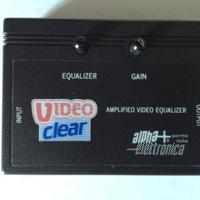 EQUALIZER GAIN
INPUT
VIDEO
clear
AMPLIFIED VIDEO EQUALIZER
OUTPUT
alpha+
elettronica